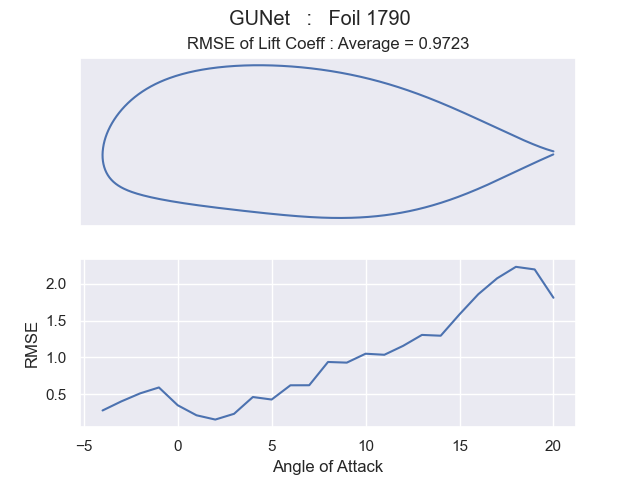 GUNet : Foil 1790
RMSE of Lift Coeff : Average = 0.9723
2.0
1.5
1.0
0.5
RMSE
−5 0 5 10 15 20
Angle of Attack